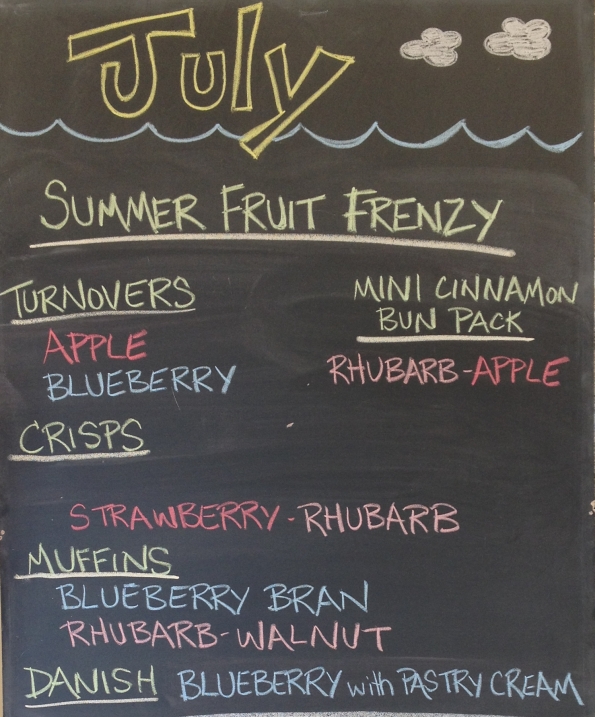 July
SUMMER FRUIT FRENZY
TURNOVERS
APPLE
BLUEBERRY
MINI CINNAMON
BUN PACK
RHUBARB-APPLE
CRISPS
STRAWBERRY-RHUBARB
MUFFINS
BLUEBERRY BRAN
RHUBARB-WALNUT
DANISH BLUEBERRY with PASTRY CREAM